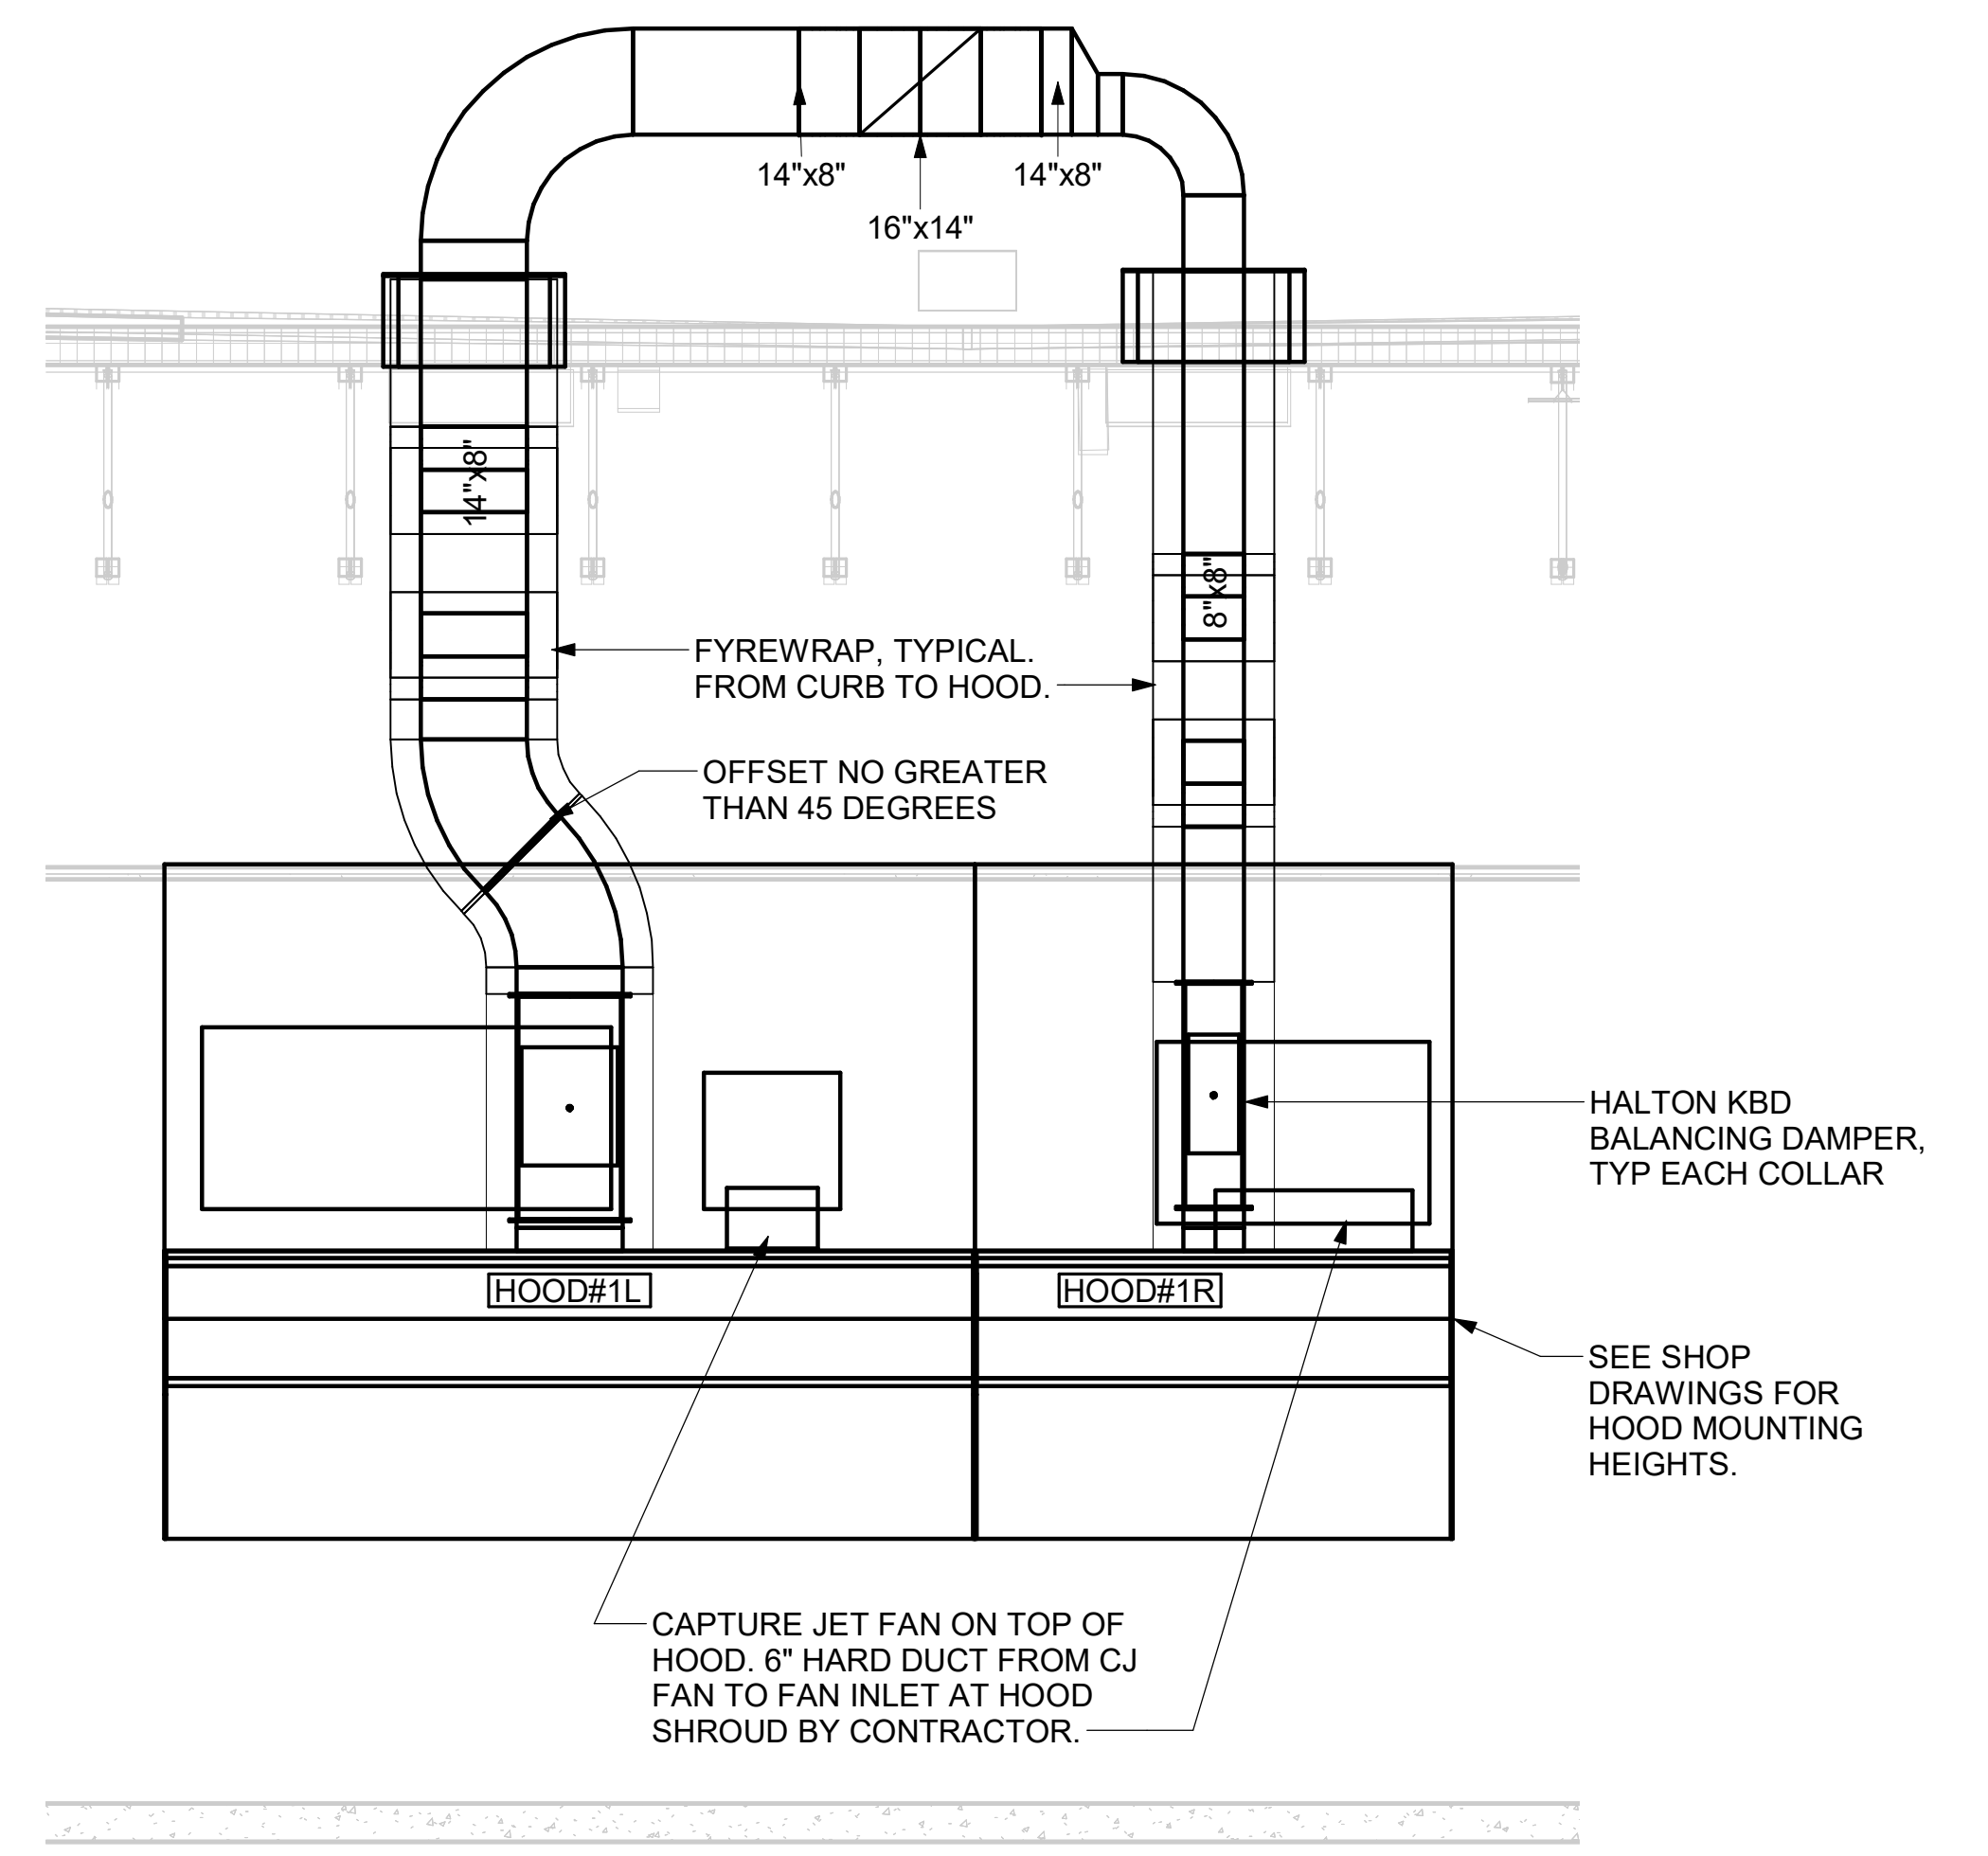 14"x8"
14"x8"
16"x14"
14"x8"
8"x8"
FYREWRAP, TYPICAL.
FROM CURB TO HOOD.
OFFSET NO GREATER
THAN 45 DEGREES
HALTON KBD
BALANCING DAMPER,
TYP EACH COLLAR
HOOD#1L
HOOD#1R
SEE SHOP
DRAWINGS FOR
HOOD MOUNTING
HEIGHTS.
CAPTURE JET FAN ON TOP OF
HOOD. 6" HARD DUCT FROM CJ
FAN TO FAN INLET AT HOOD
SHROUD BY CONTRACTOR.